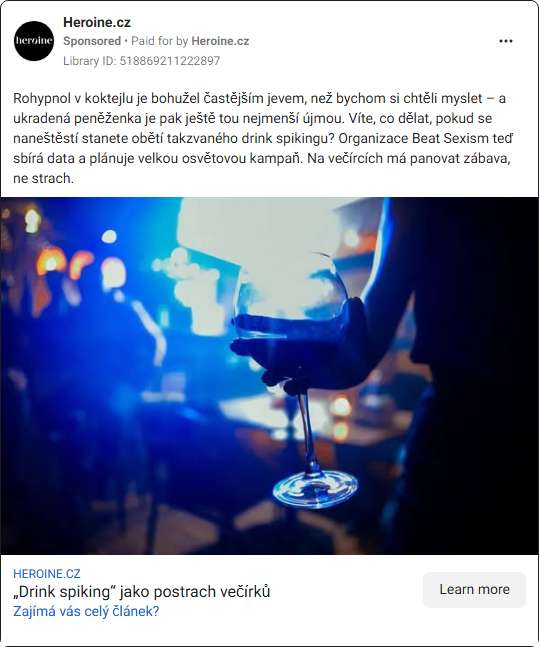 heroine
Heroine.cz
Sponsored • Paid for by Heroine.cz
Library ID: 518869211222897
Rohypnol v koktejlu je bohužel častějším jevem, než bychom si chtěli myslet – a
ukradená peněženka je pak ještě tou nejmenší újmou. Víte, co dělat, pokud se
naneštěstí stanete obětí takzvaného drink spikingu? Organizace Beat Sexism teď
sbírá data a plánuje velkou osvětovou kampaň. Na večírcích má panovat zábava,
ne strach.
HEROINE.CZ
„Drink spiking“ jako postrach večírků
Zajímá vás celý článek?
Learn more